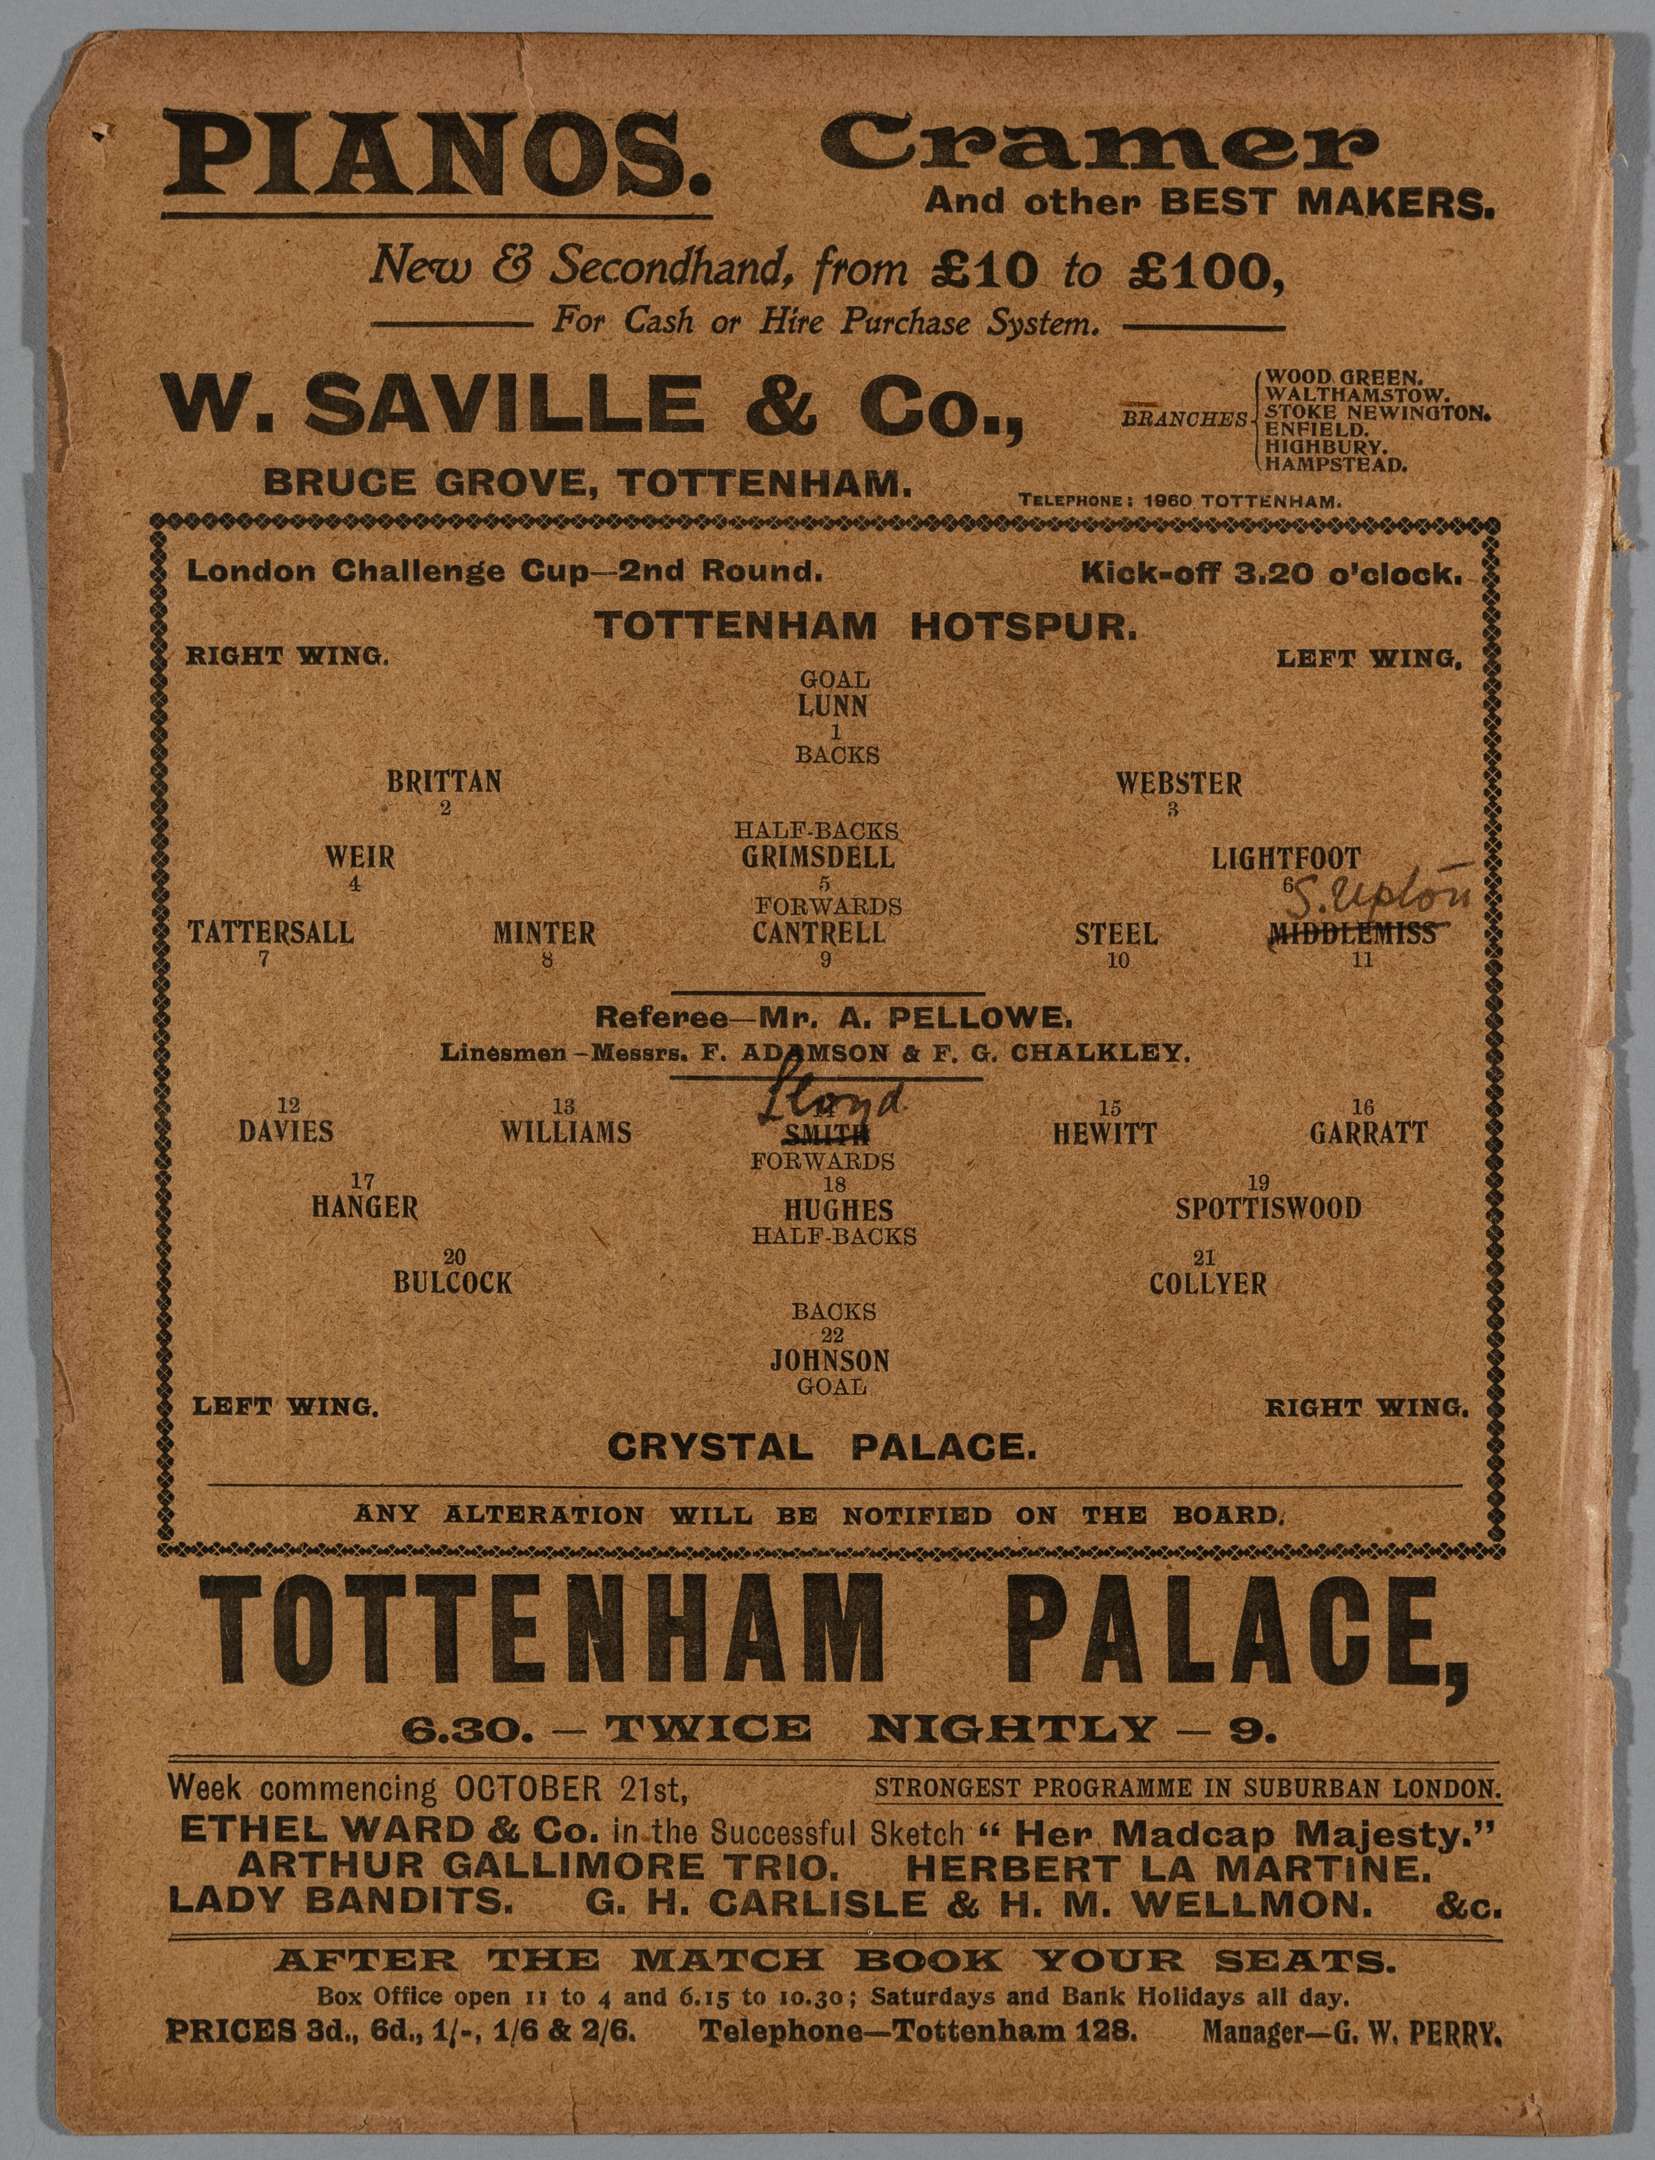 PIANOS. Cramer
And other BEST MAKERS.
New & Secondhand, from £10 to £100,
For Cash or Hire Purchase System.
W. SAVILLE & Co.,
BRUCE GROVE, TOTTENHAM.
BRANCHES
WOOD GREEN.
WALTHAMSTOW.
STOKE NEWINGTON.
ENFIELD.
HIGHBURY.
HAMPSTEAD.
TELEPHONE: 1960 TOTTENHAM.
London Challenge Cup—2nd Round. Kick-off 3.20 o'clock.
TOTTENHAM HOTSPUR.
RIGHT WING. LEFT WING.
GOAL
LUNN
1
BACKS
BRITTAN WEBSTER
2 3
HALF-BACKS
WEIR GRIMSDELL LIGHTFOOT
4 5 6
S. Upton
FORWARDS
TATTERSALL MINTER CANTRELL STEEL MIDDLEMISS
7 8 9 10 11
Referee—Mr. A. PELLOWE.
Linesmen–Messrs. F. ADAMSON & F. G. CHALKLEY.
Lloyd
12 13 14 15 16
DAVIES WILLIAMS SMITH HEWITT GARRATT
FORWARDS
17 18 19
HANGER HUGHES SPOTTISWOOD
HALF-BACKS
20 21
BULCOCK COLLYER
BACKS
22
JOHNSON
GOAL
LEFT WING. RIGHT WING.
CRYSTAL PALACE.
ANY ALTERATION WILL BE NOTIFIED ON THE BOARD.
TOTTENHAM PALACE,
6.30. — TWICE NIGHTLY — 9.
Week commencing OCTOBER 21st, STRONGEST PROGRAMME IN SUBURBAN LONDON.
ETHEL WARD & Co. in the Successful Sketch "Her Madcap Majesty."
ARTHUR GALLIMORE TRIO. HERBERT LA MARTINE.
LADY BANDITS. G. H. CARLISLE & H. M. WELLMON. &c.
AFTER THE MATCH BOOK YOUR SEATS.
Box Office open 11 to 4 and 6.15 to 10.30; Saturdays and Bank Holidays all day.
PRICES 3d., 6d., 1/-, 1/6 & 2/6. Telephone—Tottenham 128. Manager—G. W. PERRY.